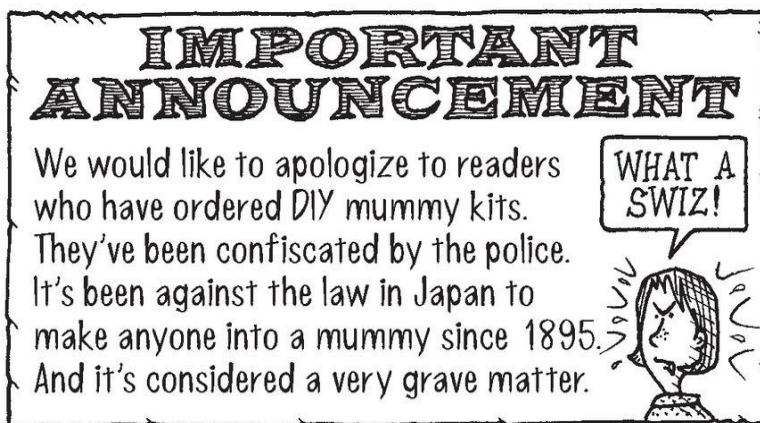 IMPORTANT
ANNOUNCEMENT
We would like to apologize to readers
who have ordered DIY mummy kits.
They've been confiscated by the police.
It's been against the law in Japan to
make anyone into a mummy since 1895.
And it's considered a very grave matter.
WHAT A
SWIZ!